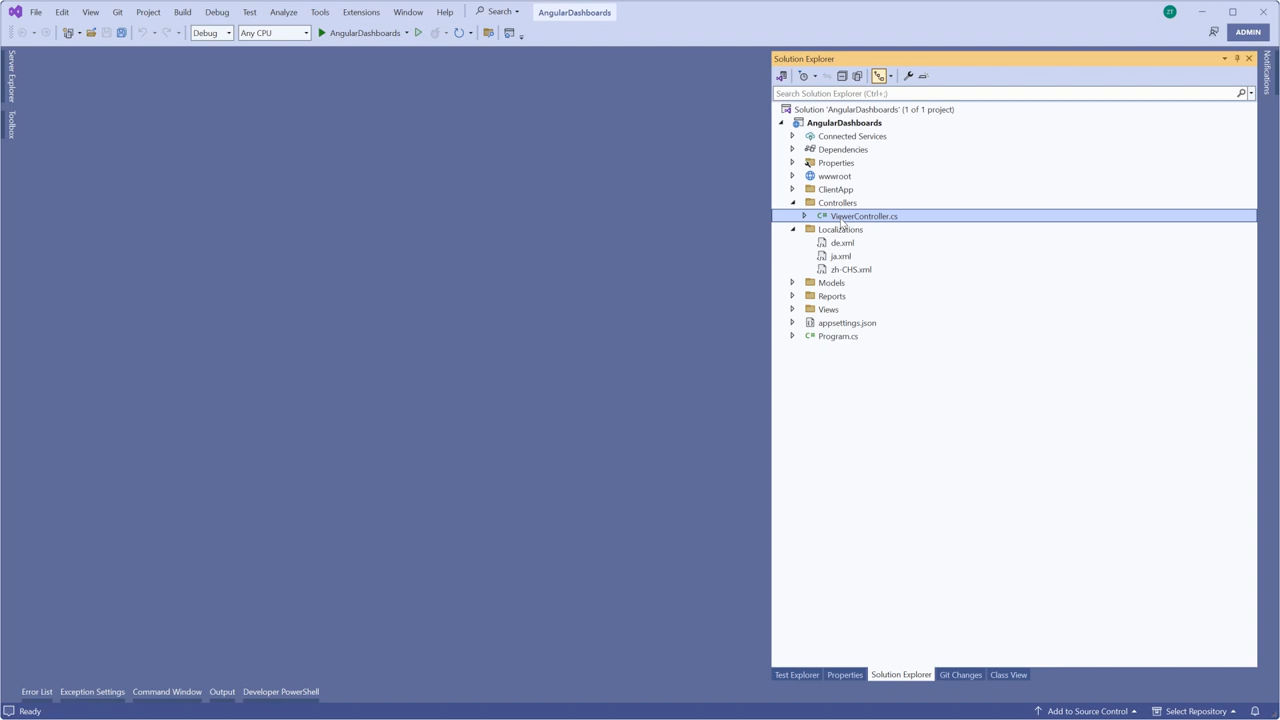 File Edit View Git Project Build Debug Test Analyze Tools Extensions Window Help Search AngularDashboards ZT
Debug Any CPU AngularDashboards ADMIN
Server Explorer
Toolbox
Notifications
Solution Explorer
Search Solution Explorer (Ctrl+;)
Solution 'AngularDashboards' (1 of 1 project)
AngularDashboards
Connected Services
Dependencies
Properties
wwwroot
ClientApp
Controllers
C# ViewerController.cs
Localizations
de.xml
ja.xml
zh-CHS.xml
Models
Reports
Views
appsettings.json
C# Program.cs
Test Explorer Properties Solution Explorer Git Changes Class View
Error List Exception Settings Command Window Output Developer PowerShell
Ready Add to Source Control Select Repository